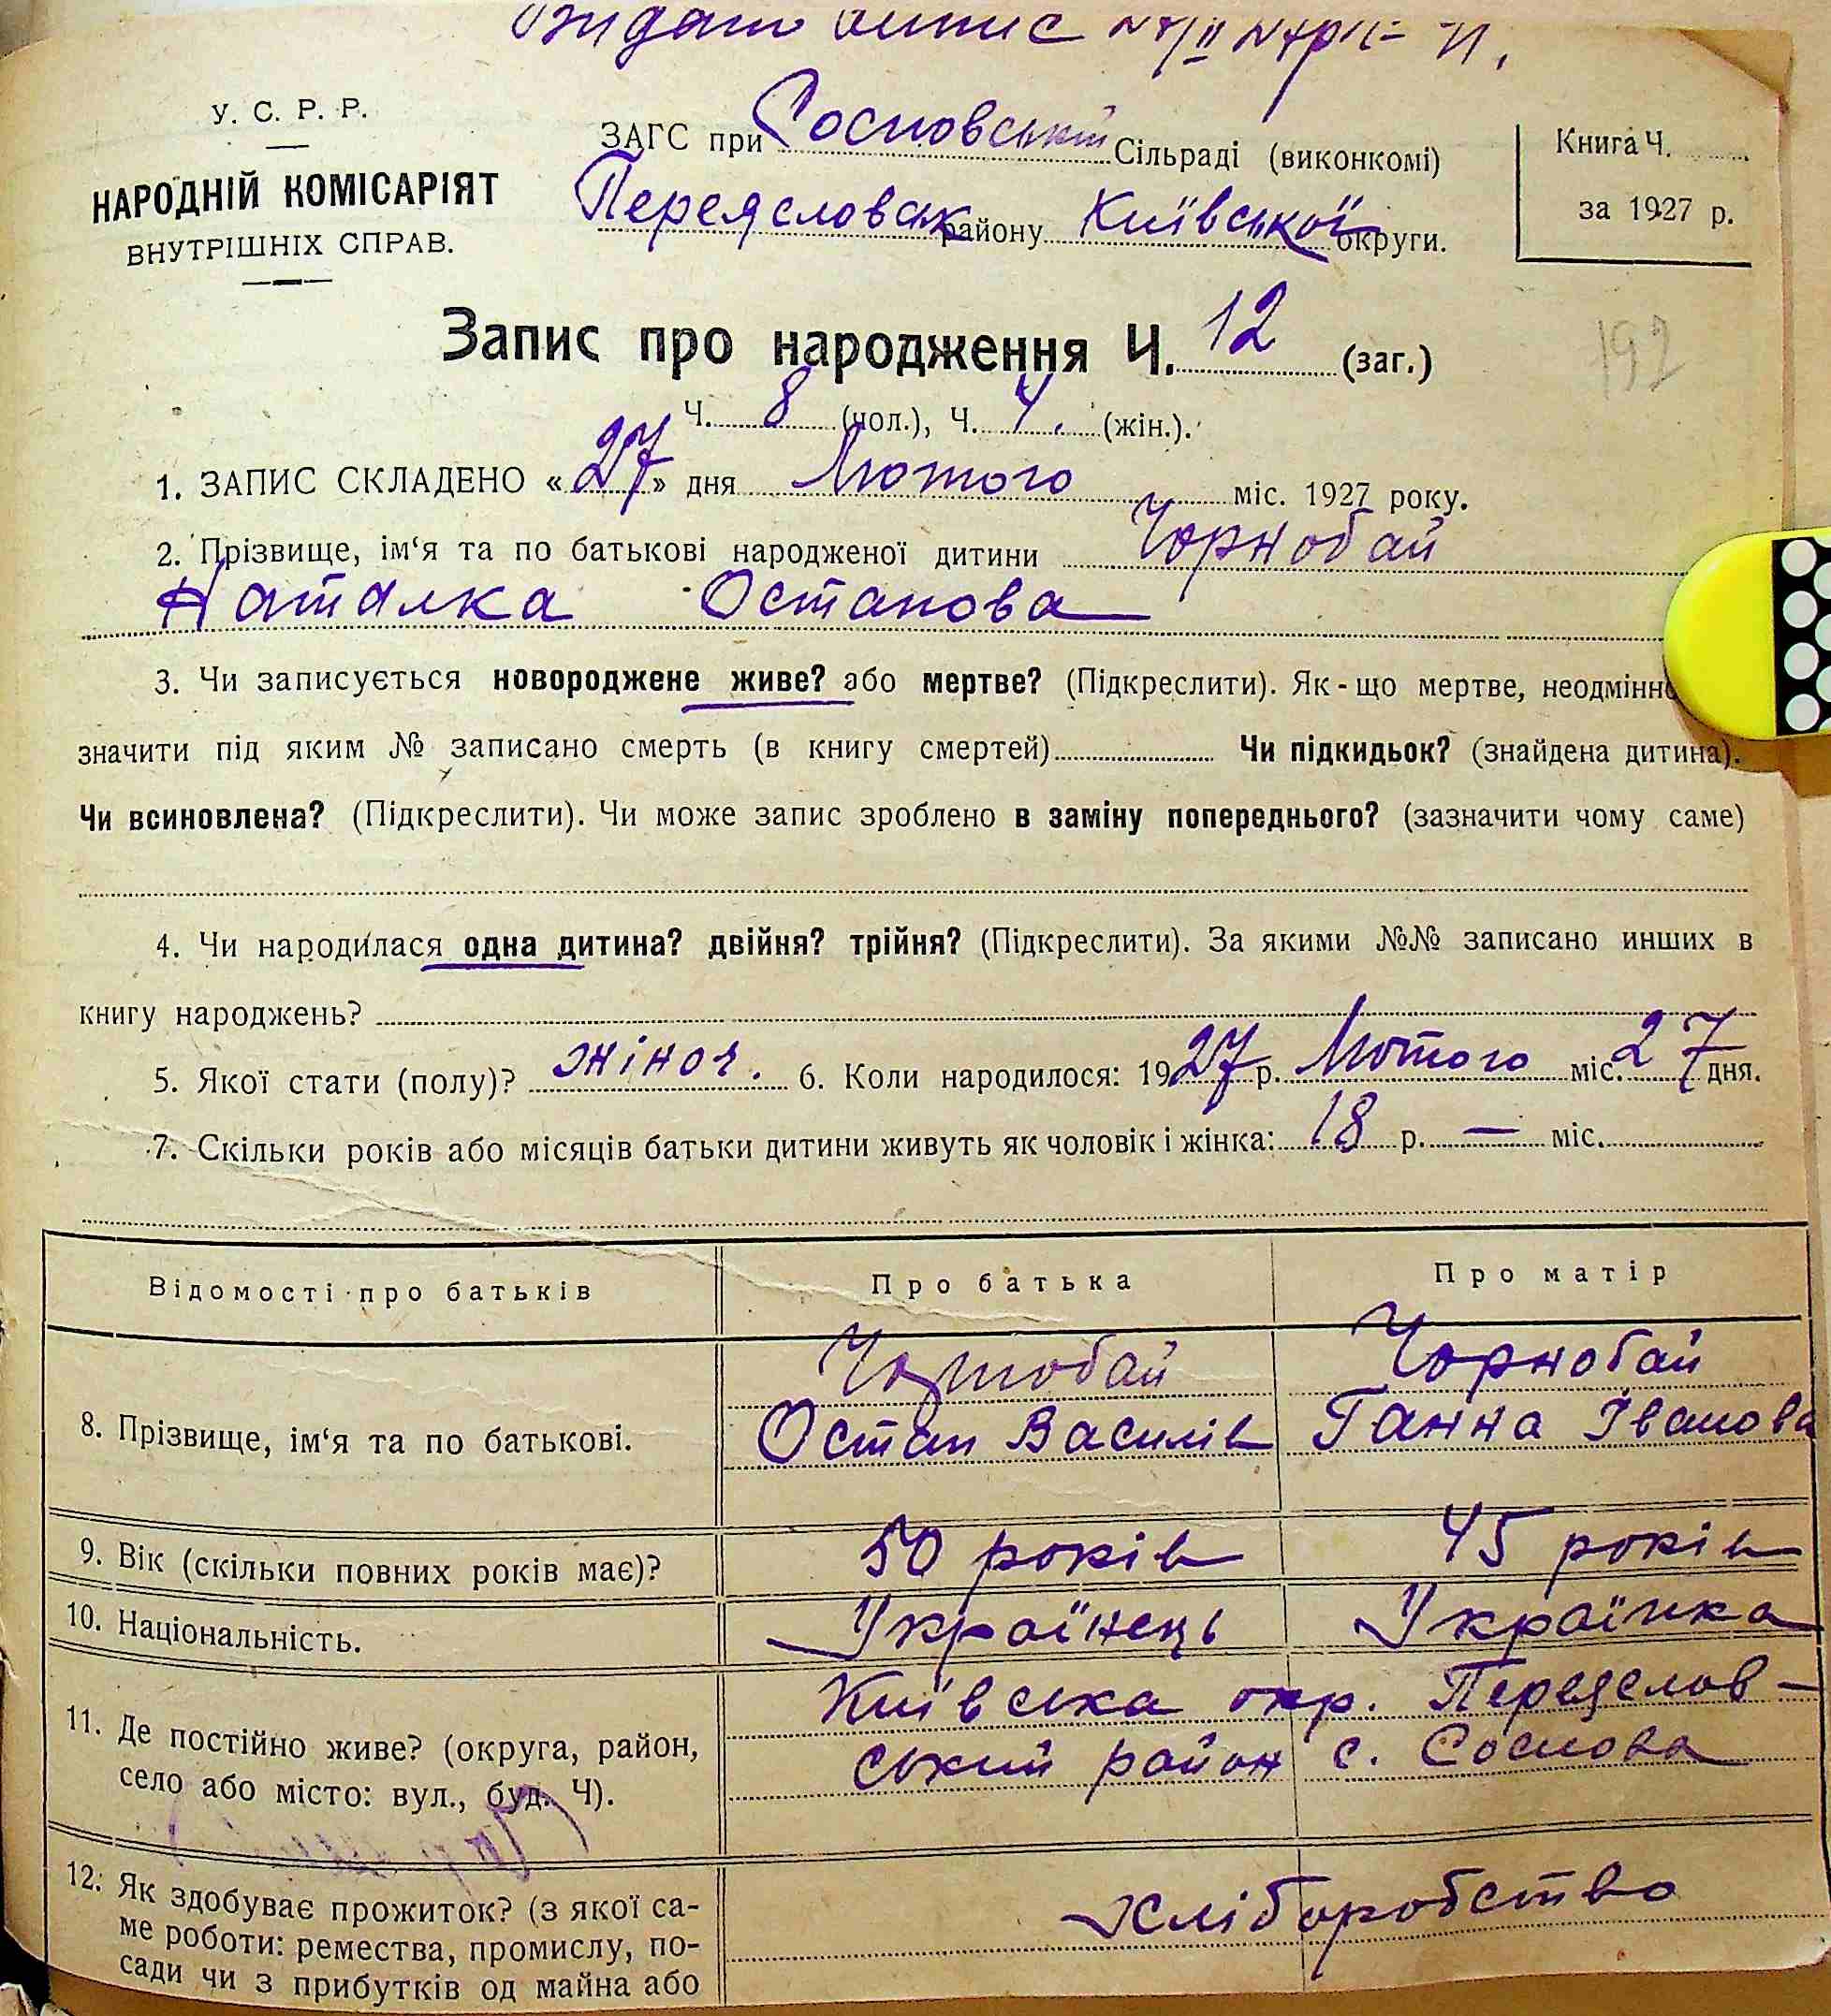 Видано випис
У. С. Р. Р.
НАРОДНІЙ КОМІСАРІЯТ
ВНУТРІШНІХ СПРАВ.
ЗАГС при Сосновській Сільраді (виконкомі)
Переяславськ району Київської округи.
Книга Ч. ........
за 1927 р.
Запис про народження Ч. 12 (заг.)
192
Ч. 8 (чол.), Ч. 4. (жін.).
1. ЗАПИС СКЛАДЕНО «27» дня Лютого міс. 1927 року.
2. Прізвище, ім‘я та по батькові народженої дитини Чорнобай
Наталка Остапова
3. Чи записується новороджене живе? або мертве? (Підкреслити). Як-що мертве, неодмінно
значити під яким № записано смерть (в книгу смертей) Чи підкидьок? (знайдена дитина).
Чи всиновлена? (Підкреслити). Чи може запис зроблено в заміну попереднього? (зазначити чому саме)
4. Чи народилася одна дитина? двійня? трійня? (Підкреслити). За якими №№ записано инших в
книгу народжень?
5. Якої стати (полу)? жіноч. 6. Коли народилося: 1927 р. Лютого міс. 27 дня.
7. Скільки років або місяців батьки дитини живуть як чоловік і жінка: 18 р. — міс.
Відомості про батьків Про батька Про матір
Чорнобай Чорнобай
8. Прізвище, ім‘я та по батькові. Остап Василів Ганна Іванова
9. Вік (скільки повних років має)? 50 років 45 років
10. Національність. Українець Українка
Київська окр. Переяслов-
11. Де постійно живе? (округа, район, ський район с. Соснова
село або місто: вул., буд. Ч).
12. Як здобуває прожиток? (з якої са- Хліборобство
ме роботи: ремества, промислу, по-
сади чи з прибутків од майна або